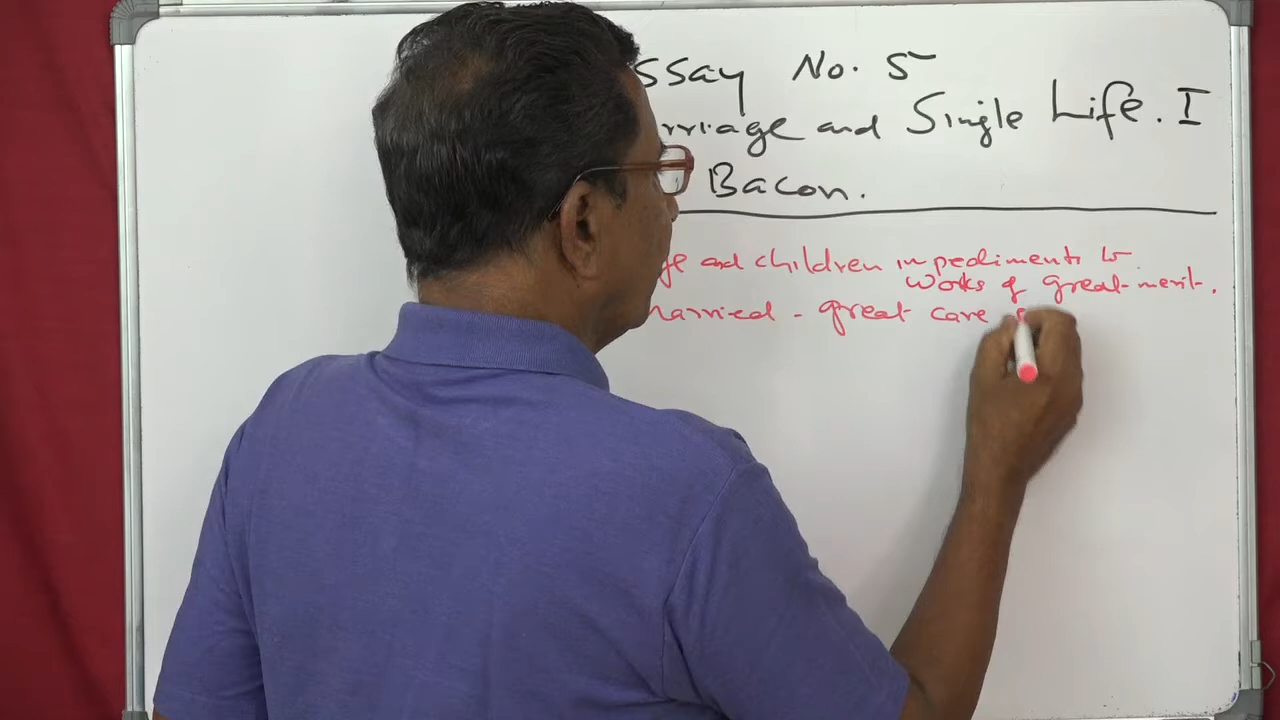 ssay No. 5
rriage and Single Life. I
Bacon.
ge and children impediments to
works of great merit.
married - great care